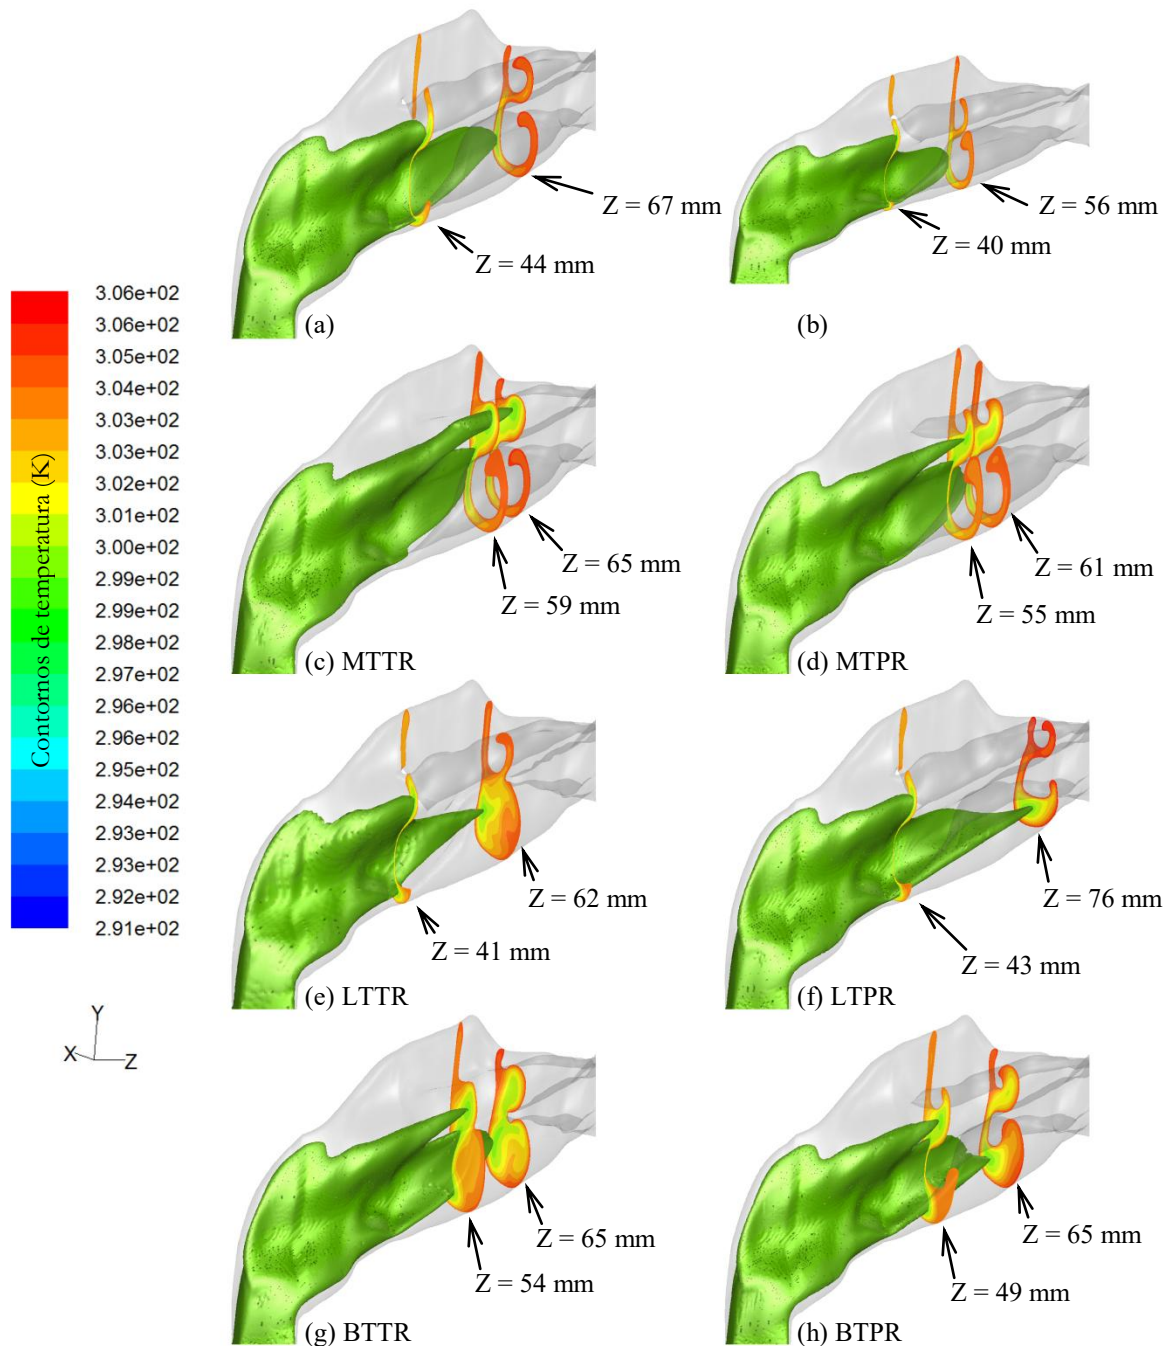 Z = 67 mm
Z = 44 mm
(a)
Z = 56 mm
Z = 40 mm
(b)
3.06e+02
3.06e+02
3.05e+02
3.04e+02
3.03e+02
3.03e+02
3.02e+02
3.01e+02
3.00e+02
2.99e+02
2.99e+02
2.98e+02
2.97e+02
2.96e+02
2.96e+02
2.95e+02
2.94e+02
2.93e+02
2.93e+02
2.92e+02
2.91e+02
Contornos de temperatura (K)
Z = 65 mm
Z = 59 mm
(c) MTTR
Z = 61 mm
Z = 55 mm
(d) MTPR
Z = 62 mm
Z = 41 mm
(e) LTTR
Z = 76 mm
Z = 43 mm
(f) LTPR
Y
X
Z
Z = 65 mm
Z = 54 mm
(g) BTTR
Z = 65 mm
Z = 49 mm
(h) BTPR